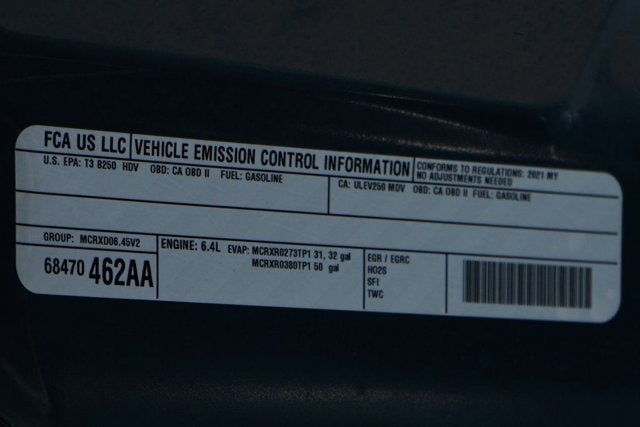 FCA US LLC VEHICLE EMISSION CONTROL INFORMATION
CONFORMS TO REGULATIONS: 2021 MY
NO ADJUSTMENTS NEEDED
U.S. EPA: T3 B250 HDV OBD: CA OBD II FUEL: GASOLINE
CA: ULEV250 MDV OBD: CA OBD II FUEL: GASOLINE
GROUP: MCRXD06.45V2
68470 462AA
ENGINE: 6.4L EVAP: MCRXR0273TP1 31, 32 gal
MCRXR0380TP1 50 gal
EGR / EGRC
HO2S
SFI
TWC